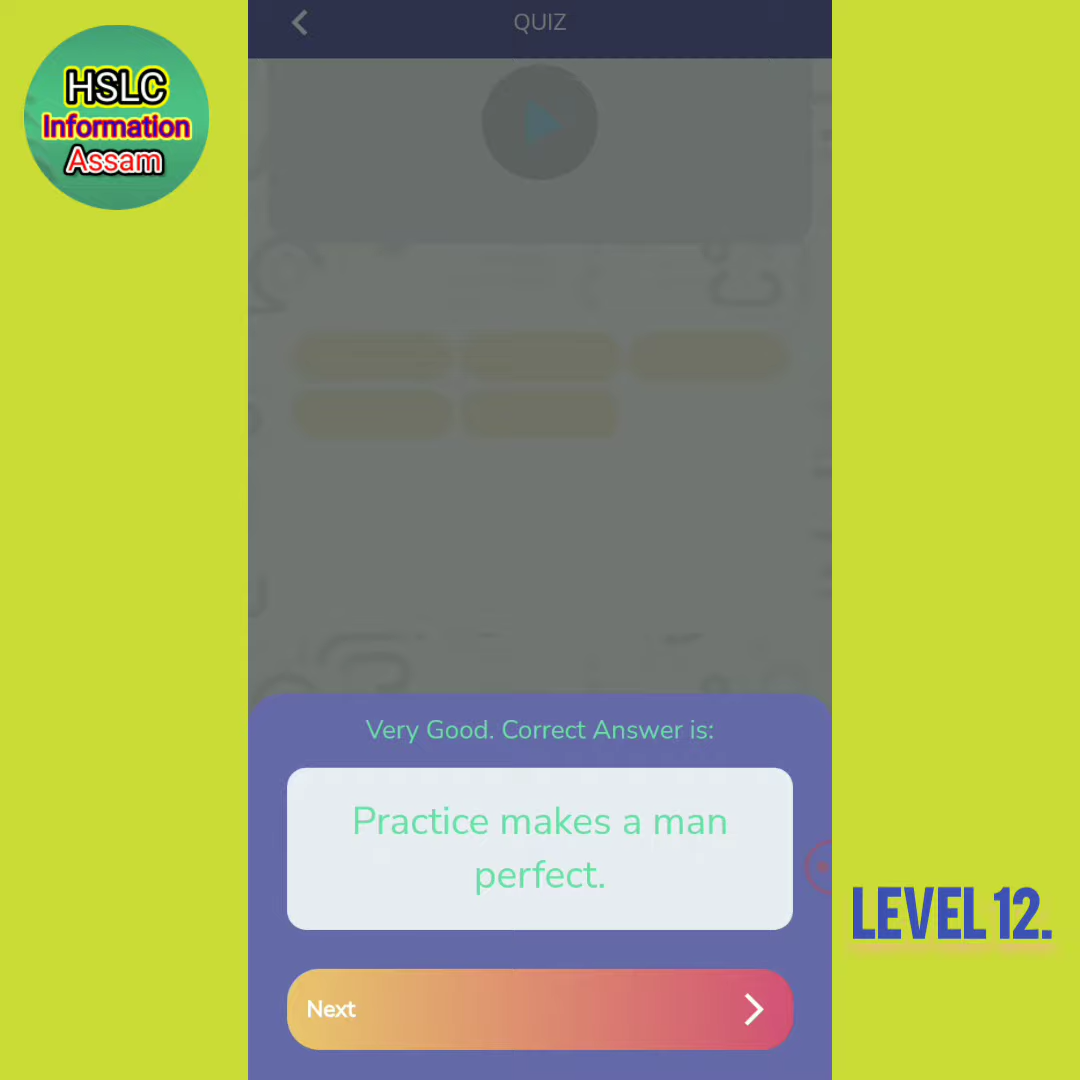 HSLC
Information
Assam
QUIZ
Very Good. Correct Answer is:
Practice makes a man
perfect.
Next
LEVEL 12.